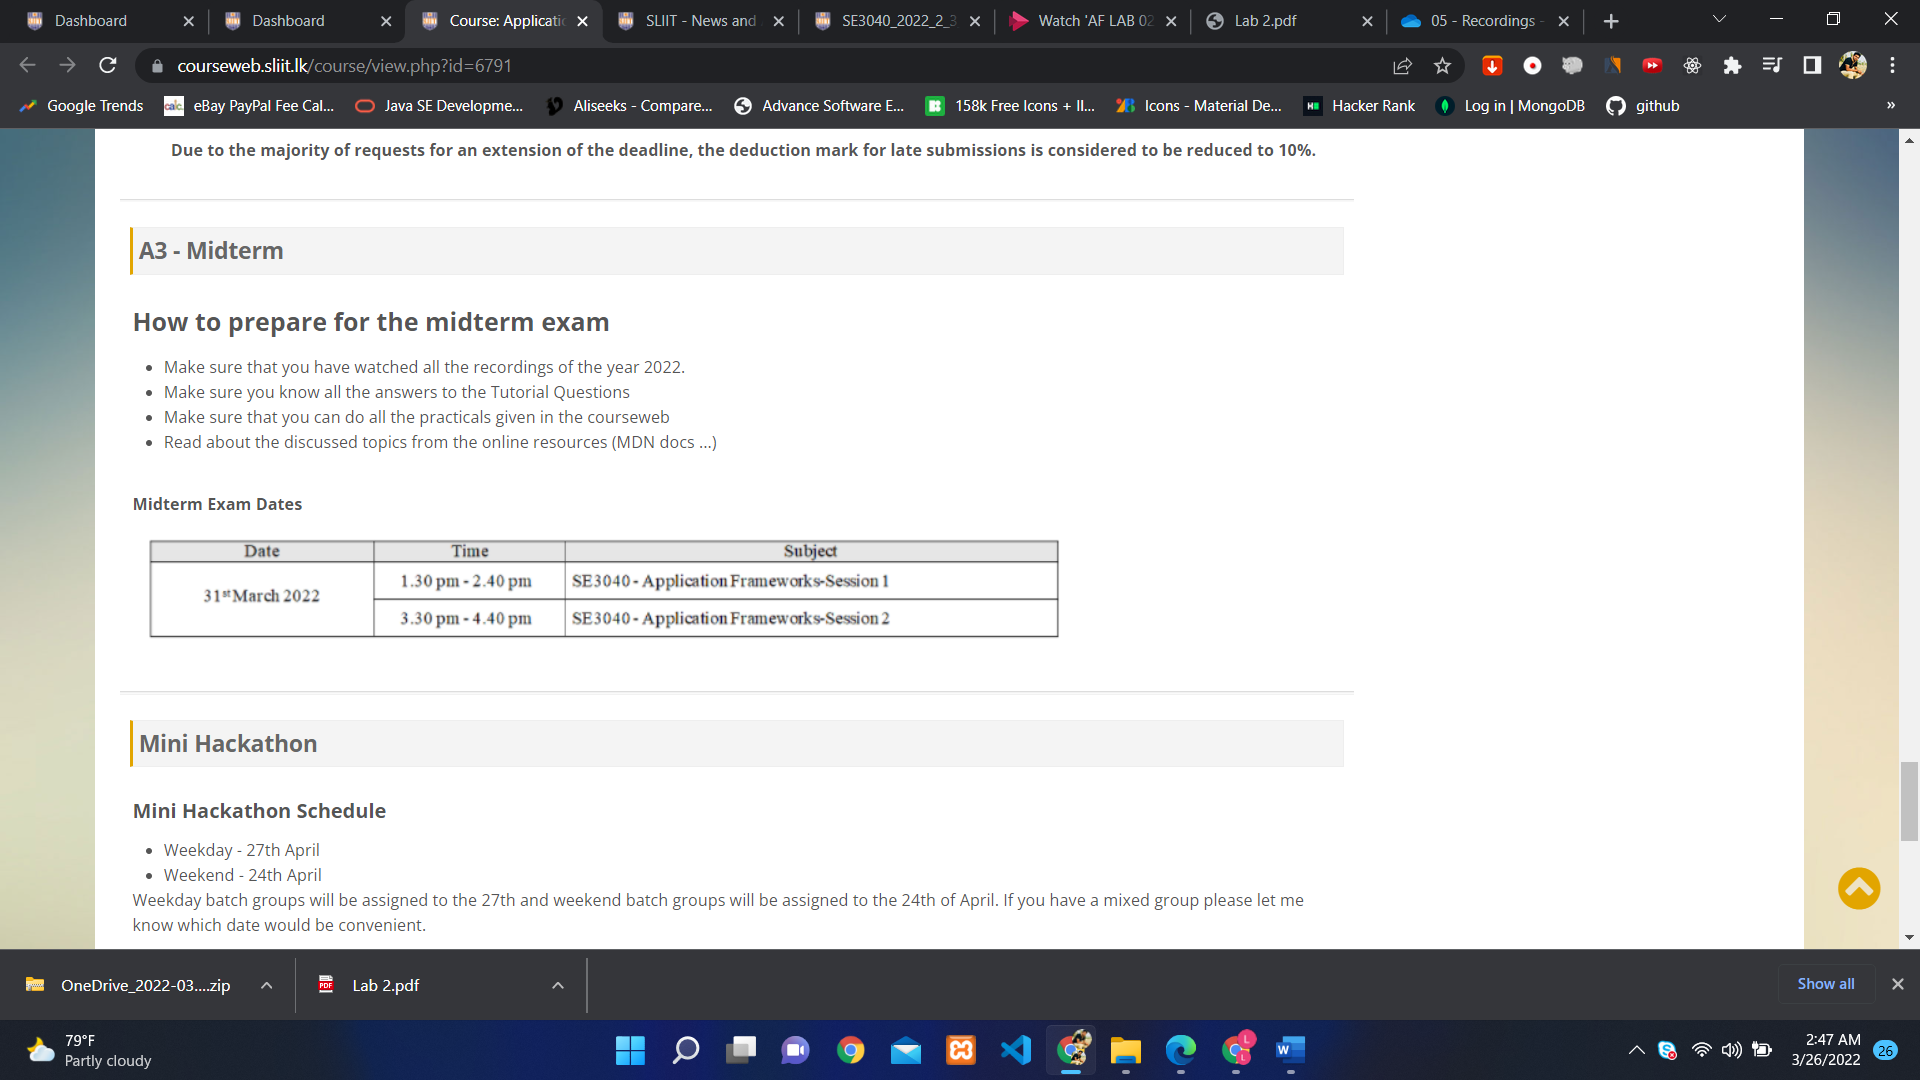 Dashboard
Dashboard
Course: Applicati
SLIIT - News and
SE3040_2022_2_3
Watch 'AF LAB 02
Lab 2.pdf
05 - Recordings -
courseweb.sliit.lk/course/view.php?id=6791
Google Trends
eBay PayPal Fee Cal...
Java SE Developme...
Aliseeks - Compare...
Advance Software E...
158k Free Icons + Il...
Icons - Material De...
Hacker Rank
Log in | MongoDB
github
»
Due to the majority of requests for an extension of the deadline, the deduction mark for late submissions is considered to be reduced to 10%.
A3 - Midterm
How to prepare for the midterm exam
• Make sure that you have watched all the recordings of the year 2022.
• Make sure you know all the answers to the Tutorial Questions
• Make sure that you can do all the practicals given in the courseweb
• Read about the discussed topics from the online resources (MDN docs ...)
Midterm Exam Dates
Date Time Subject
31st March 2022
1.30 pm - 2.40 pm SE3040 - Application Frameworks-Session 1
3.30 pm - 4.40 pm SE3040 - Application Frameworks-Session 2
Mini Hackathon
Mini Hackathon Schedule
• Weekday - 27th April
• Weekend - 24th April
Weekday batch groups will be assigned to the 27th and weekend batch groups will be assigned to the 24th of April. If you have a mixed group please let me
know which date would be convenient.
OneDrive_2022-03....zip
Lab 2.pdf
Show all
79°F
Partly cloudy
2:47 AM
3/26/2022
26